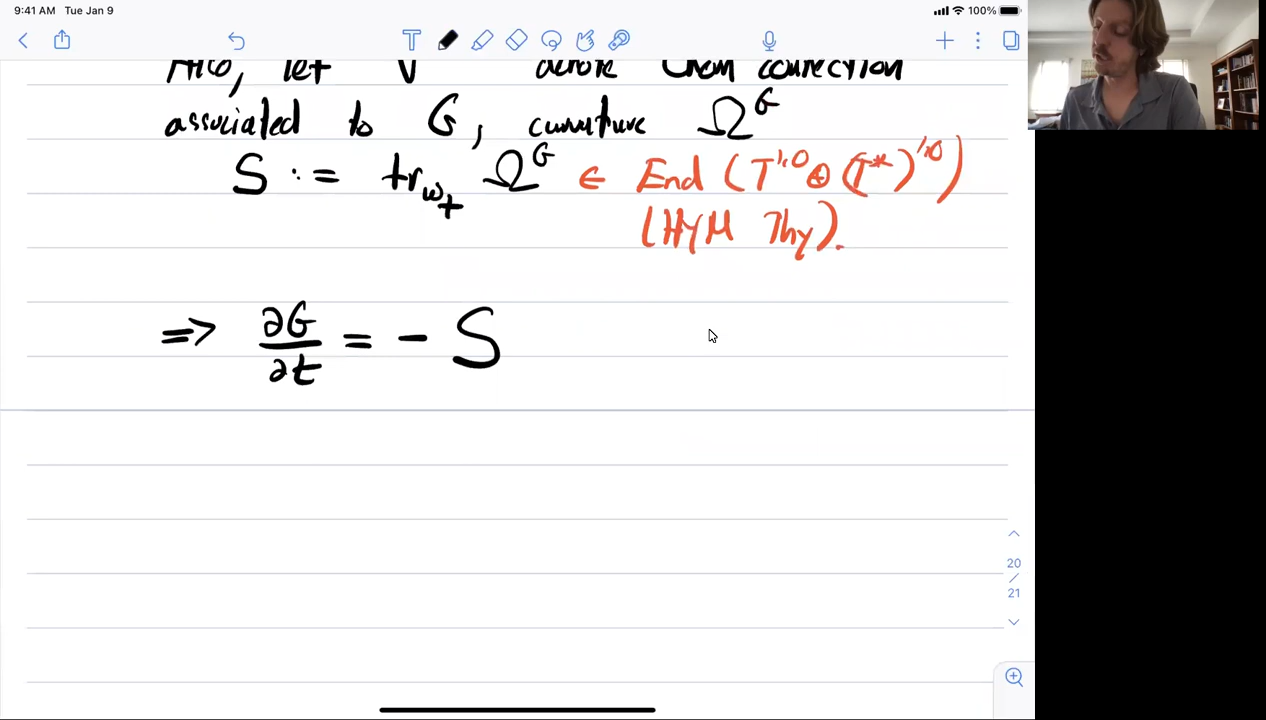 9:41 AM Tue Jan 9
100%
Also, let ∇ denote Chern connection
associated to G, curvature Ω^G
S := tr_{ω_t} Ω^G ∈ End (T^{1,0} ⊕ (T*)^{1,0})
(HYM Thy).
⇒ ∂G/∂t = - S
20
/
21